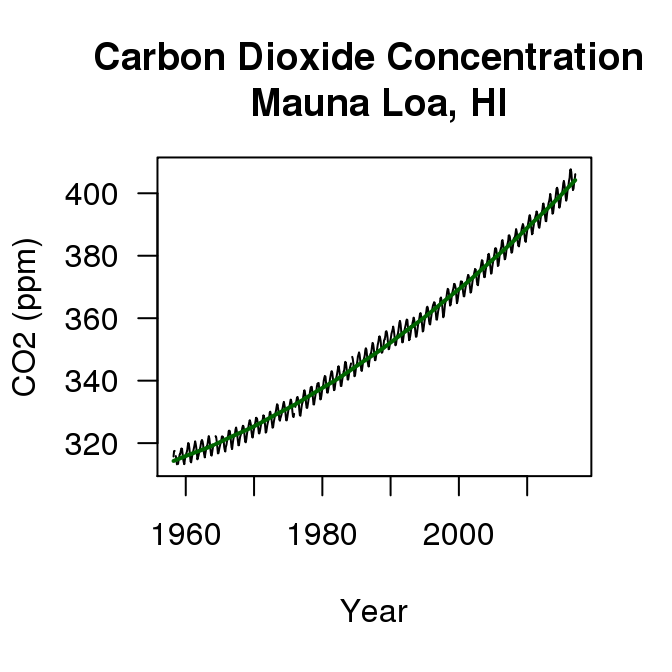 Carbon Dioxide Concentration
Mauna Loa, HI
CO2 (ppm)
400
380
360
340
320
1960 1980 2000
Year